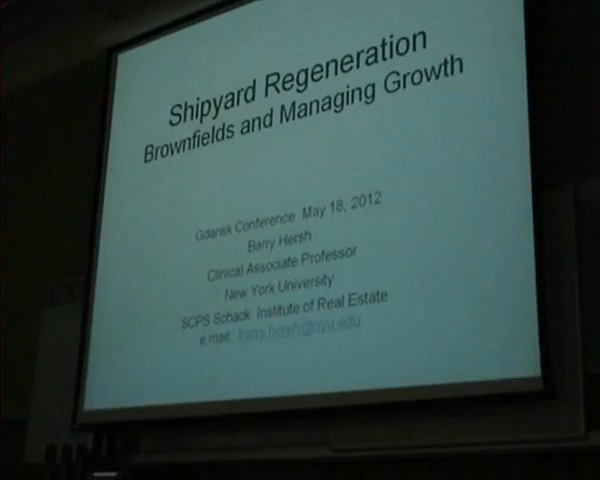 Shipyard Regeneration
Brownfields and Managing Growth
Gdansk Conference May 18, 2012
Barry Hersh
Clinical Associate Professor
New York University
SCPS Schack Institute of Real Estate
e mail: barry.hersh@nyu.edu